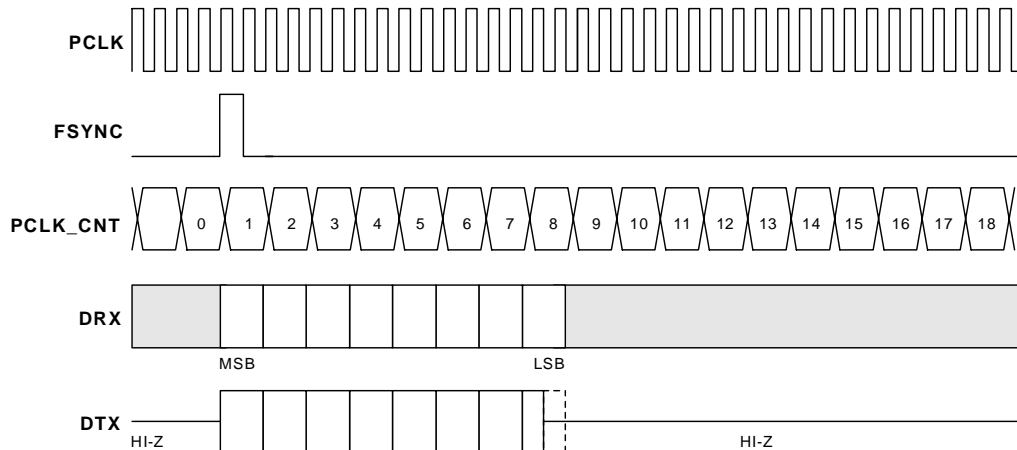 PCLK
FSYNC
PCLK_CNT 0 1 2 3 4 5 6 7 8 9 10 11 12 13 14 15 16 17 18
DRX
MSB LSB
DTX
HI-Z HI-Z